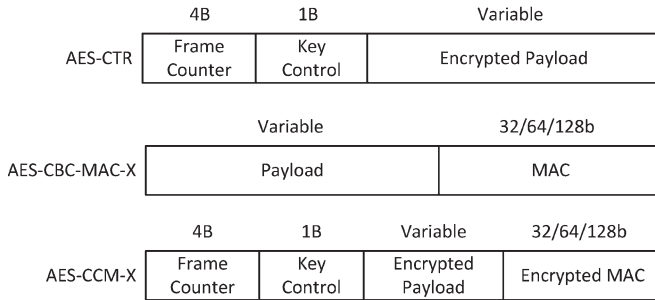 4B 1B Variable
AES-CTR Frame Counter Key Control Encrypted Payload
Variable 32/64/128b
AES-CBC-MAC-X Payload MAC
4B 1B Variable 32/64/128b
AES-CCM-X Frame Counter Key Control Encrypted Payload Encrypted MAC